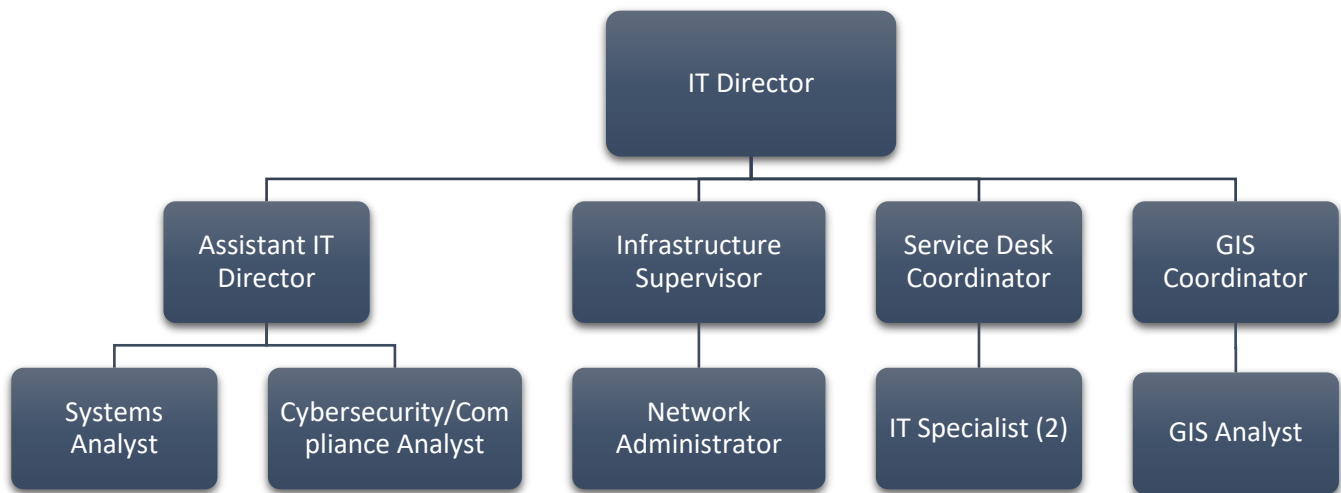 IT Director
Assistant IT
Director
Infrastructure
Supervisor
Service Desk
Coordinator
GIS
Coordinator
Systems
Analyst
Cybersecurity/Com
pliance Analyst
Network
Administrator
IT Specialist (2)
GIS Analyst